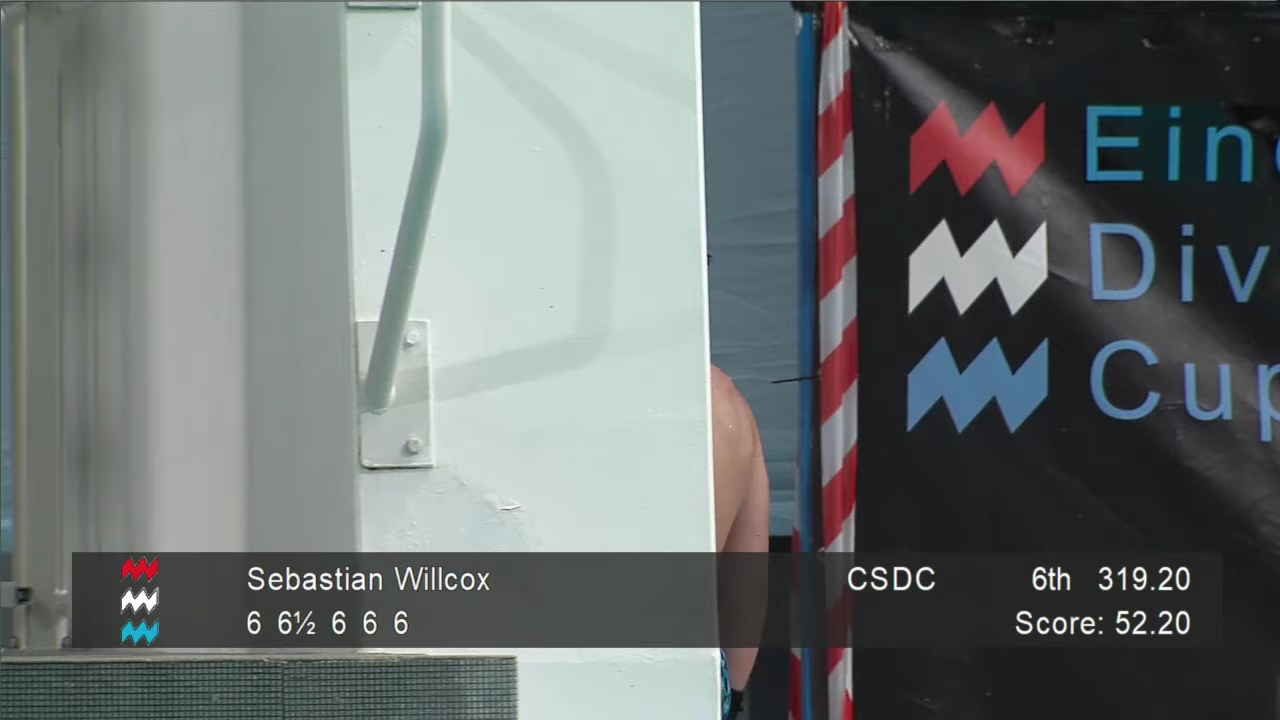 Ein
Div
Cup
Sebastian Willcox CSDC 6th 319.20
6 6½ 6 6 6 Score: 52.20